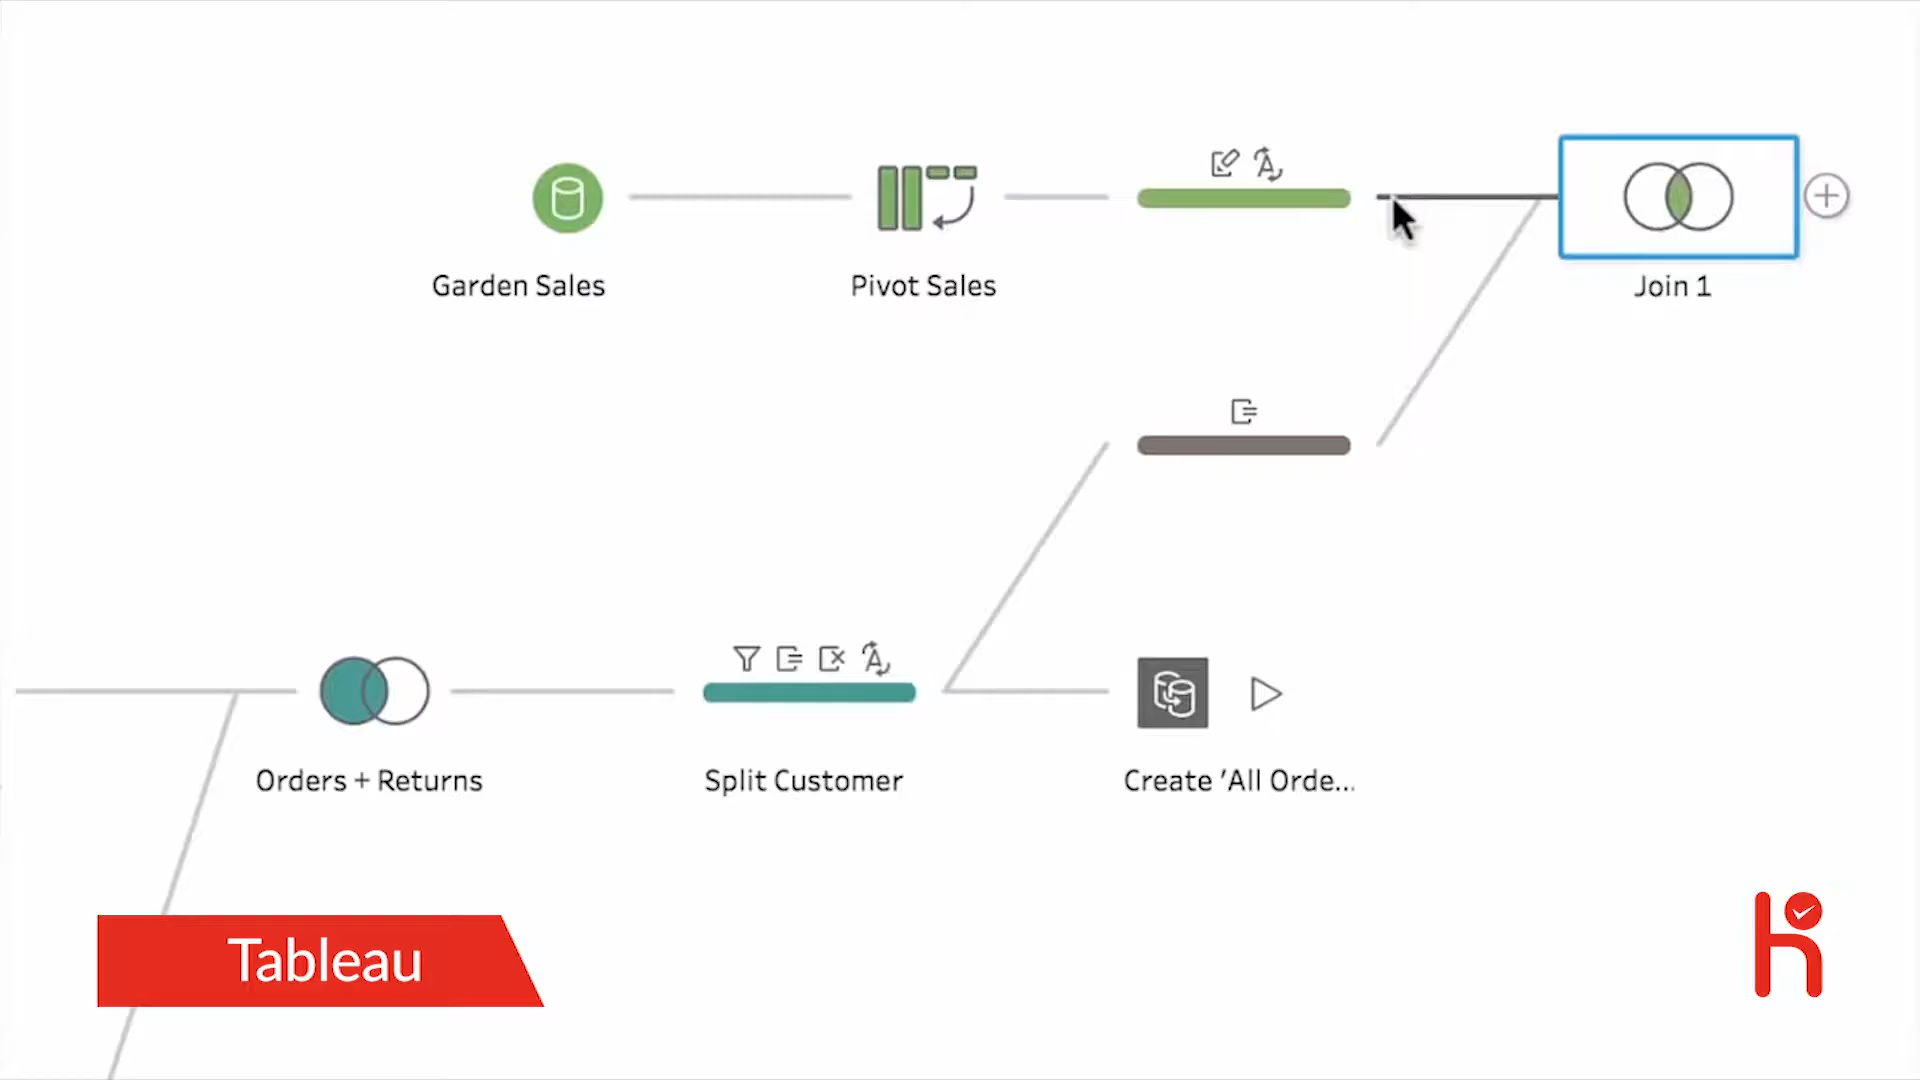 Garden Sales
Pivot Sales
Join 1
Orders + Returns
Split Customer
Create 'All Orde...
Tableau